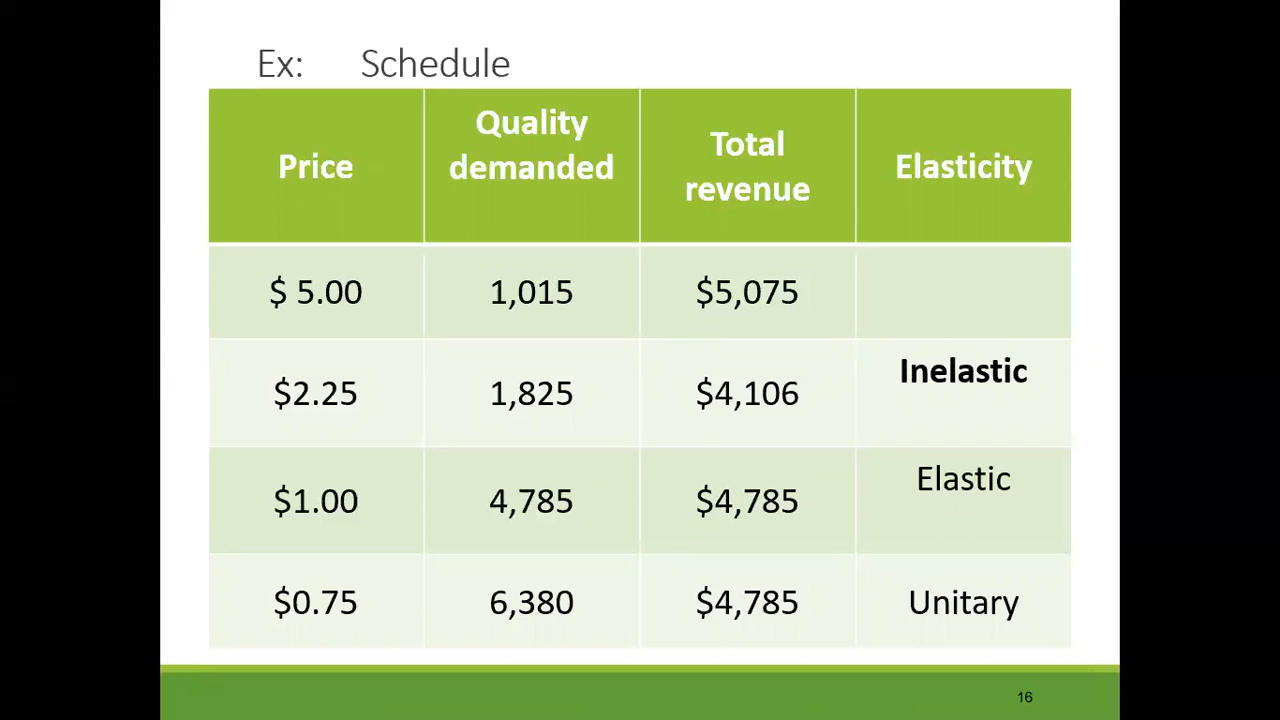 Ex: Schedule
Price
Quality
demanded
Total
revenue
Elasticity
$ 5.00 1,015 $5,075
$2.25 1,825 $4,106 Inelastic
$1.00 4,785 $4,785 Elastic
$0.75 6,380 $4,785 Unitary
16